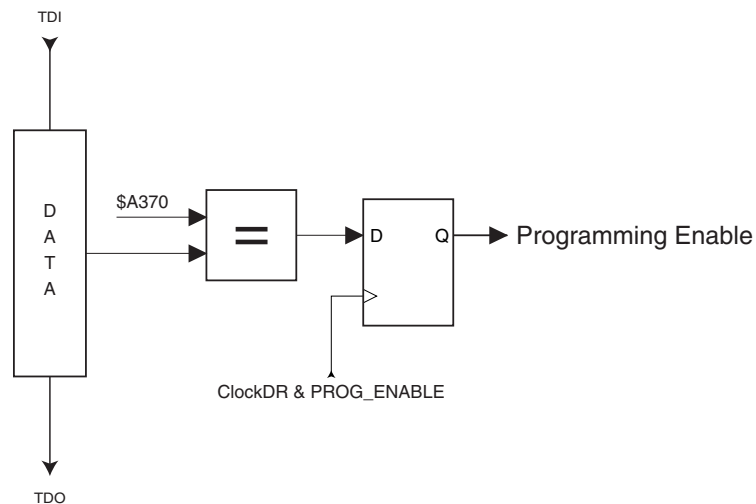 TDI
$A370
D
A
T
A
=
D
Q
Programming Enable
ClockDR & PROG_ENABLE
TDO